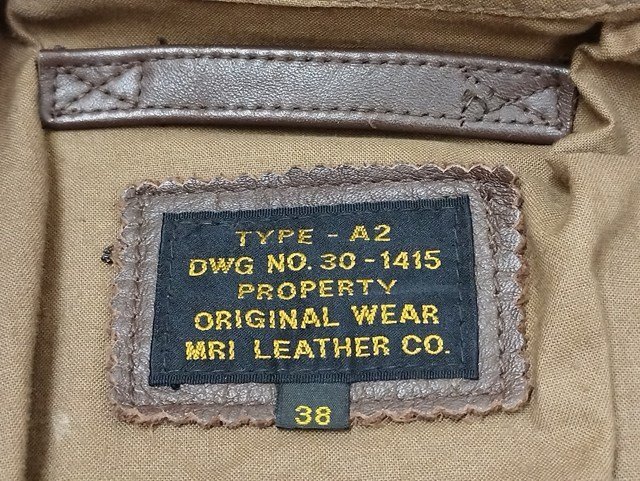 TYPE - A2
DWG NO. 30-1415
PROPERTY
ORIGINAL WEAR
MRI LEATHER CO.
38